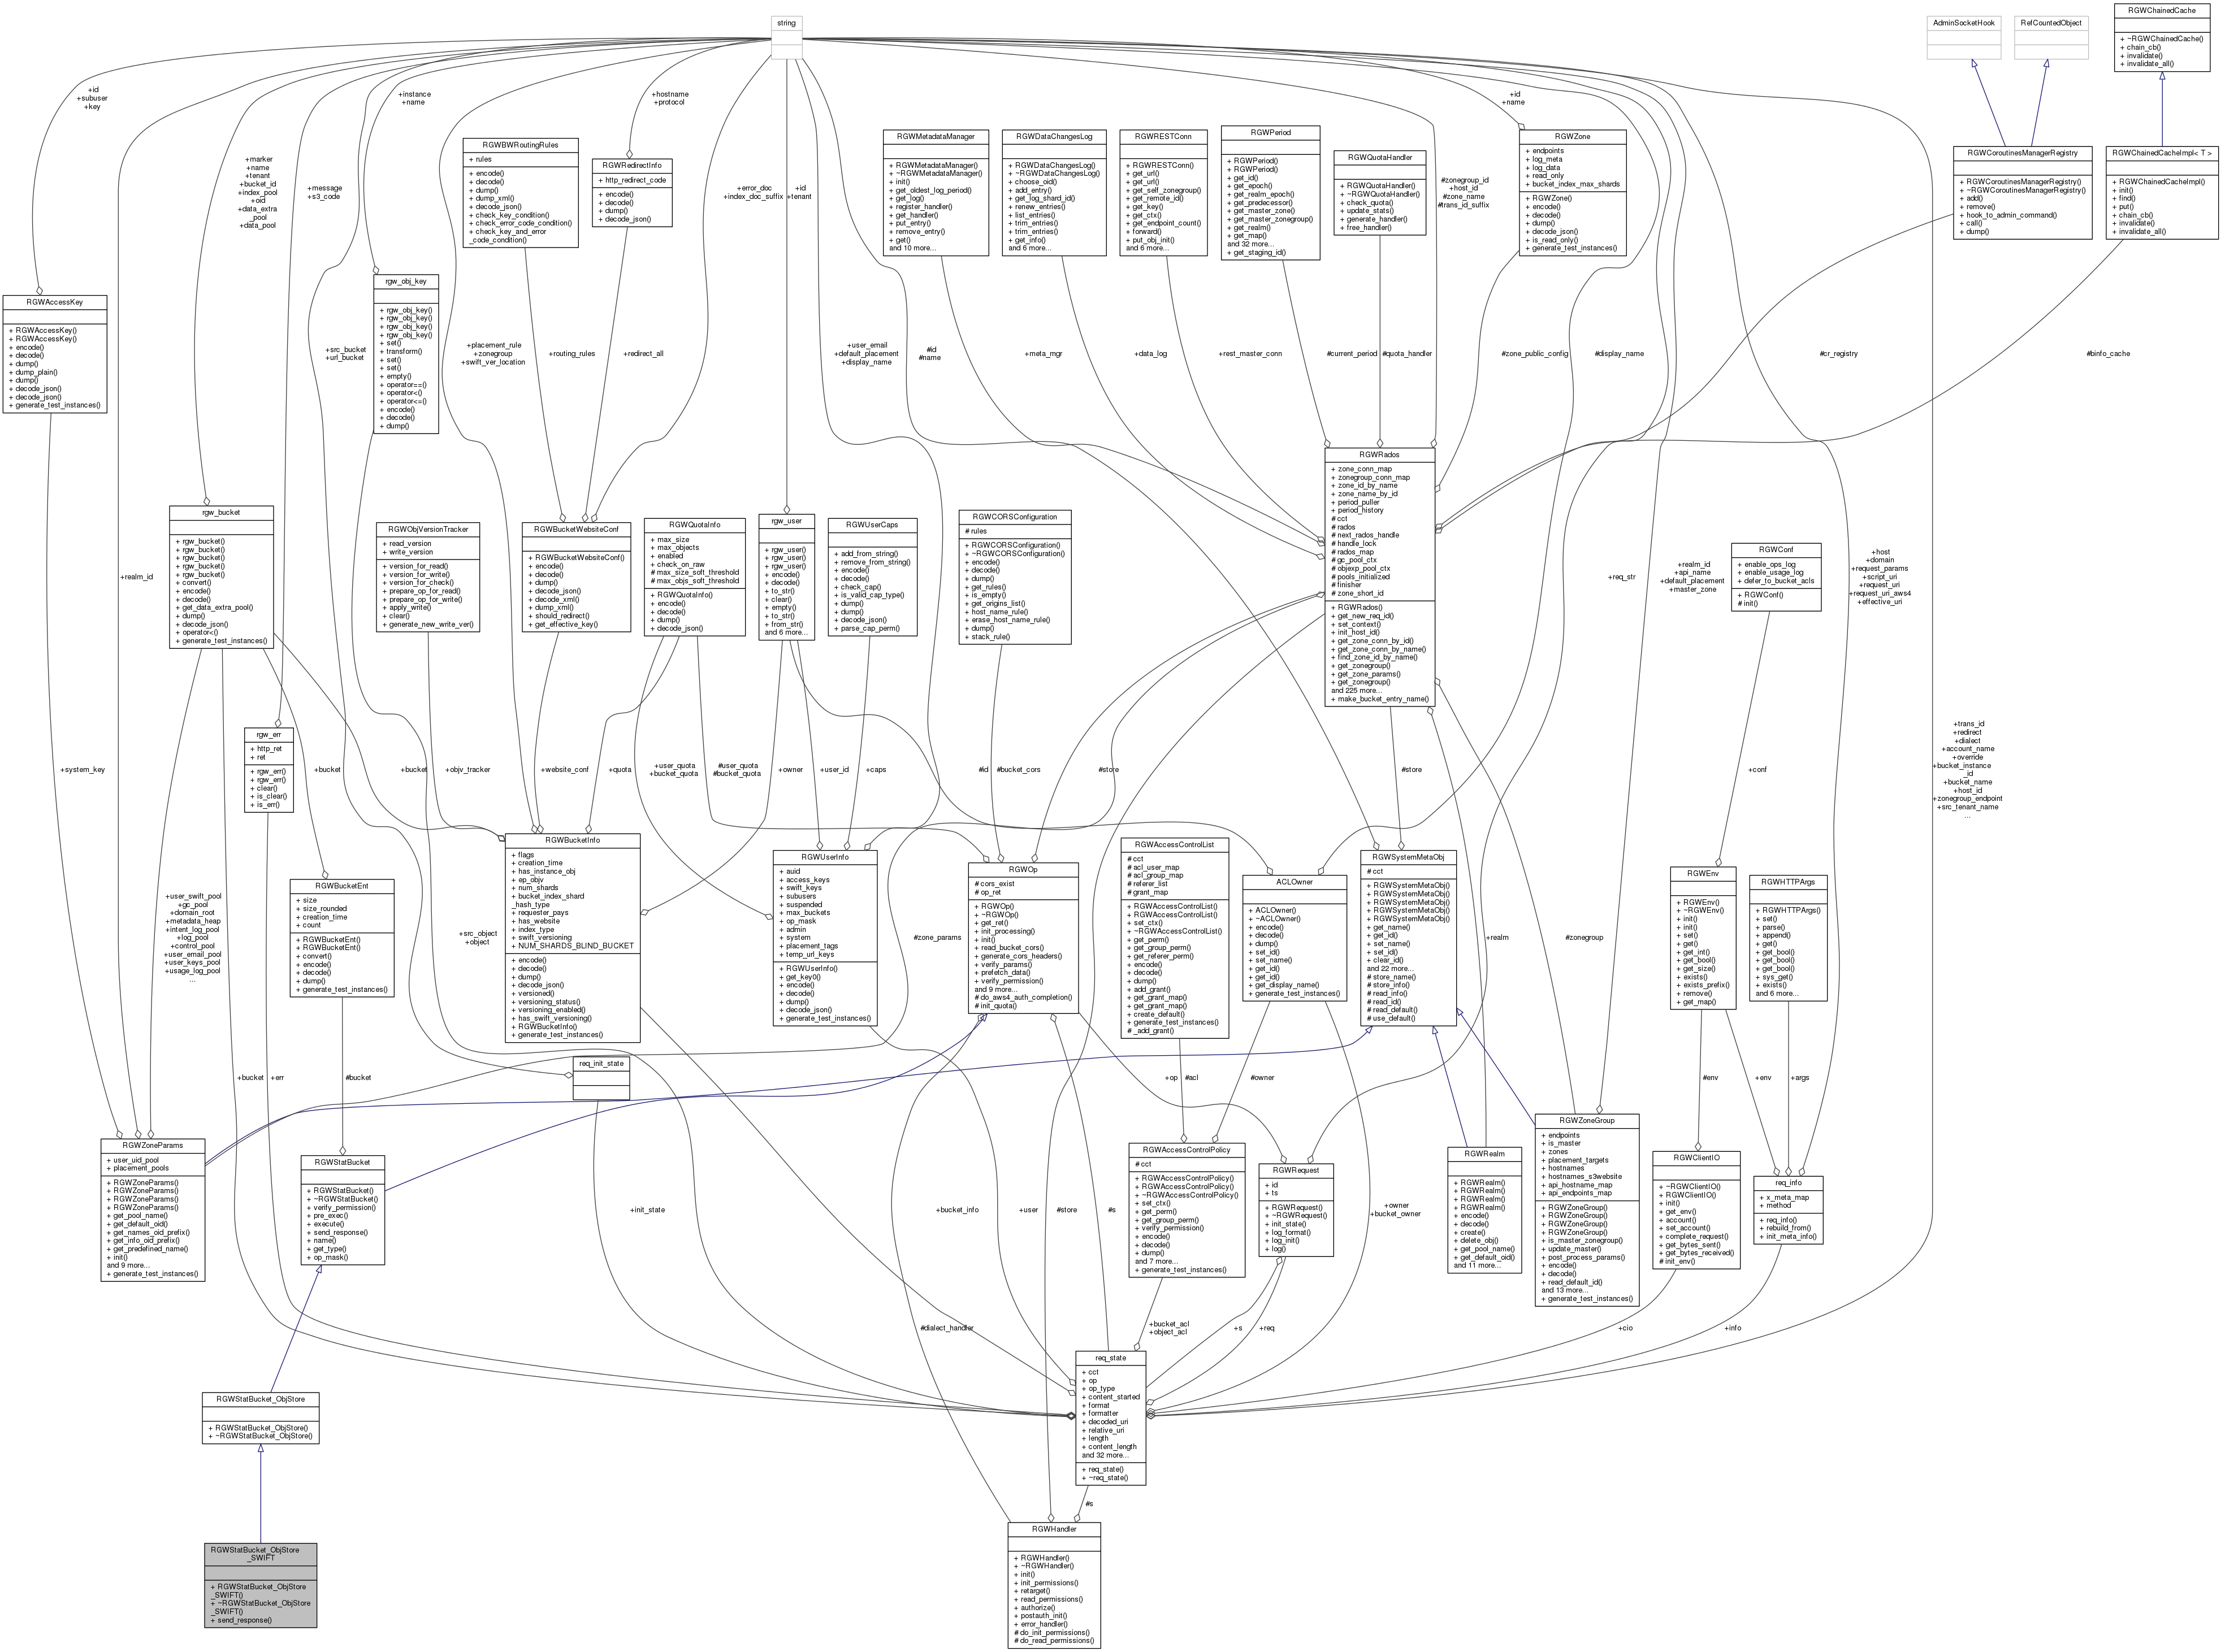 string
AdminSocketHook
RefCountedObject
RGWChainedCache
+ ~RGWChainedCache()
+ chain_cb()
+ invalidate()
+ invalidate_all()
+id
+subuser
+key
+instance
+name
+hostname
+protocol
+id
+name
RGWBWRoutingRules
+ rules
+ encode()
+ decode()
+ dump()
+ dump_xml()
+ decode_json()
+ check_key_condition()
+ check_error_code_condition()
+ check_key_and_error
_code_condition()
RGWRedirectInfo
+ http_redirect_code
+ encode()
+ decode()
+ dump()
+ decode_json()
RGWMetadataManager
+ RGWMetadataManager()
+ ~RGWMetadataManager()
+ init()
+ get_oldest_log_period()
+ get_log()
+ register_handler()
+ get_handler()
+ put_entry()
+ remove_entry()
+ get()
and 10 more...
RGWDataChangesLog
+ RGWDataChangesLog()
+ ~RGWDataChangesLog()
+ choose_oid()
+ add_entry()
+ get_log_shard_id()
+ renew_entries()
+ list_entries()
+ trim_entries()
+ trim_entries()
+ get_info()
and 6 more...
RGWRESTConn
+ RGWRESTConn()
+ get_url()
+ get_url()
+ get_self_zonegroup()
+ get_remote_id()
+ get_key()
+ get_ctx()
+ get_endpoint_count()
+ forward()
+ put_obj_init()
and 6 more...
RGWPeriod
+ RGWPeriod()
+ RGWPeriod()
+ get_id()
+ get_epoch()
+ get_realm_epoch()
+ get_predecessor()
+ get_master_zone()
+ get_master_zonegroup()
+ get_realm()
+ get_map()
and 32 more...
+ get_staging_id()
RGWQuotaHandler
+ RGWQuotaHandler()
+ ~RGWQuotaHandler()
+ check_quota()
+ update_stats()
+ generate_handler()
+ free_handler()
RGWZone
+ endpoints
+ log_meta
+ log_data
+ read_only
+ bucket_index_max_shards
+ RGWZone()
+ encode()
+ decode()
+ dump()
+ decode_json()
+ is_read_only()
+ generate_test_instances()
RGWCoroutinesManagerRegistry
+ RGWCoroutinesManagerRegistry()
+ ~RGWCoroutinesManagerRegistry()
+ add()
+ remove()
+ hook_to_admin_command()
+ call()
+ dump()
RGWChainedCacheImpl< T >
+ RGWChainedCacheImpl()
+ init()
+ find()
+ put()
+ chain_cb()
+ invalidate()
+ invalidate_all()
+marker
+name
+tenant
+bucket_id
+index_pool
+oid
+data_extra
_pool
+data_pool
+message
+s3_code
+error_doc
+index_doc_suffix
+id
+tenant
#zonegroup_id
+host_id
#zone_name
#trans_id_suffix
RGWAccessKey
+ RGWAccessKey()
+ RGWAccessKey()
+ encode()
+ decode()
+ dump()
+ dump_plain()
+ dump()
+ decode_json()
+ decode_json()
+ generate_test_instances()
rgw_obj_key
+ rgw_obj_key()
+ rgw_obj_key()
+ rgw_obj_key()
+ rgw_obj_key()
+ set()
+ transform()
+ set()
+ set()
+ empty()
+ operator==()
+ operator<()
+ operator<=()
+ encode()
+ decode()
+ dump()
+src_bucket
+url_bucket
+placement_rule
+zonegroup
+swift_ver_location
+routing_rules
+redirect_all
+user_email
+default_placement
+display_name
#id
#name
+meta_mgr
+data_log
+rest_master_conn
#current_period
#quota_handler
#zone_public_config
#display_name
#cr_registry
#binfo_cache
RGWRados
+ zone_conn_map
+ zonegroup_conn_map
+ zone_id_by_name
+ zone_name_by_id
+ period_puller
+ period_history
# cct
# rados
# next_rados_handle
# handle_lock
# rados_map
# gc_pool_ctx
# objexp_pool_ctx
# pools_initialized
# finisher
# zone_short_id
+ RGWRados()
+ get_new_req_id()
+ set_context()
+ init_host_id()
+ get_zone_conn_by_id()
+ get_zone_conn_by_name()
+ find_zone_id_by_name()
+ get_zonegroup()
+ get_zone_params()
+ get_zonegroup()
and 225 more...
+ make_bucket_entry_name()
+realm_id
rgw_bucket
+ rgw_bucket()
+ rgw_bucket()
+ rgw_bucket()
+ rgw_bucket()
+ rgw_bucket()
+ convert()
+ encode()
+ decode()
+ get_data_extra_pool()
+ dump()
+ decode_json()
+ operator<()
+ generate_test_instances()
RGWObjVersionTracker
+ read_version
+ write_version
+ version_for_read()
+ version_for_write()
+ version_for_check()
+ prepare_op_for_read()
+ prepare_op_for_write()
+ apply_write()
+ clear()
+ generate_new_write_ver()
RGWBucketWebsiteConf
+ RGWBucketWebsiteConf()
+ encode()
+ decode()
+ dump()
+ decode_json()
+ decode_xml()
+ dump_xml()
+ should_redirect()
+ get_effective_key()
RGWQuotaInfo
+ max_size
+ max_objects
+ enabled
+ check_on_raw
# max_size_soft_threshold
# max_objs_soft_threshold
+ RGWQuotaInfo()
+ encode()
+ decode()
+ dump()
+ decode_json()
rgw_user
+ rgw_user()
+ rgw_user()
+ rgw_user()
+ encode()
+ decode()
+ to_str()
+ clear()
+ empty()
+ to_str()
+ from_str()
and 6 more...
RGWUserCaps
+ add_from_string()
+ remove_from_string()
+ encode()
+ decode()
+ check_cap()
+ is_valid_cap_type()
+ dump()
+ dump()
+ decode_json()
+ parse_cap_perm()
RGWCORSConfiguration
# rules
+ RGWCORSConfiguration()
+ ~RGWCORSConfiguration()
+ encode()
+ decode()
+ dump()
+ get_rules()
+ is_empty()
+ get_origins_list()
+ host_name_rule()
+ erase_host_name_rule()
+ dump()
+ stack_rule()
+req_str
+realm_id
+api_name
+default_placement
+master_zone
RGWConf
+ enable_ops_log
+ enable_usage_log
+ defer_to_bucket_acls
+ RGWConf()
# init()
+host
+domain
+request_params
+script_uri
+request_uri
+request_uri_aws4
+effective_uri
rgw_err
+ http_ret
+ ret
+ rgw_err()
+ rgw_err()
+ clear()
+ is_clear()
+ is_err()
+system_key
+bucket
+bucket
+objv_tracker
+website_conf
+quota
+user_quota
+bucket_quota
#user_quota
#bucket_quota
+owner
+user_id
+caps
#id
#bucket_cors
#store
#store
+conf
+trans_id
+redirect
+dialect
+account_name
+override
+bucket_instance
_id
+bucket_name
+host_id
+zonegroup_endpoint
+src_tenant_name
...
+user_swift_pool
+gc_pool
+domain_root
+metadata_heap
+intent_log_pool
+log_pool
+control_pool
+user_email_pool
+user_keys_pool
+usage_log_pool
...
RGWBucketEnt
+ size
+ size_rounded
+ creation_time
+ count
+ RGWBucketEnt()
+ RGWBucketEnt()
+ convert()
+ encode()
+ decode()
+ dump()
+ generate_test_instances()
+src_object
+object
RGWBucketInfo
+ flags
+ creation_time
+ has_instance_obj
+ ep_objv
+ num_shards
+ bucket_index_shard
_hash_type
+ requester_pays
+ has_website
+ index_type
+ swift_versioning
+ NUM_SHARDS_BLIND_BUCKET
+ encode()
+ decode()
+ dump()
+ decode_json()
+ versioned()
+ versioning_status()
+ versioning_enabled()
+ has_swift_versioning()
+ RGWBucketInfo()
+ generate_test_instances()
RGWUserInfo
+ auid
+ access_keys
+ swift_keys
+ subusers
+ suspended
+ max_buckets
+ op_mask
+ admin
+ system
+ placement_tags
+ temp_url_keys
+ RGWUserInfo()
+ get_key0()
+ encode()
+ decode()
+ dump()
+ decode_json()
+ generate_test_instances()
#zone_params
RGWOp
# cors_exist
# op_ret
+ RGWOp()
+ ~RGWOp()
+ get_ret()
+ init_processing()
+ init()
+ read_bucket_cors()
+ generate_cors_headers()
+ verify_params()
+ prefetch_data()
+ verify_permission()
and 9 more...
# do_aws4_auth_completion()
# init_quota()
RGWAccessControlList
# cct
# acl_user_map
# acl_group_map
# referer_list
# grant_map
+ RGWAccessControlList()
+ RGWAccessControlList()
+ set_ctx()
+ ~RGWAccessControlList()
+ get_perm()
+ get_group_perm()
+ get_referer_perm()
+ encode()
+ decode()
+ dump()
+ add_grant()
+ get_grant_map()
+ get_grant_map()
+ create_default()
+ generate_test_instances()
# _add_grant()
ACLOwner
+ ACLOwner()
+ ~ACLOwner()
+ encode()
+ decode()
+ dump()
+ set_id()
+ set_name()
+ get_id()
+ get_id()
+ get_display_name()
+ generate_test_instances()
RGWSystemMetaObj
# cct
+ RGWSystemMetaObj()
+ RGWSystemMetaObj()
+ RGWSystemMetaObj()
+ RGWSystemMetaObj()
+ RGWSystemMetaObj()
+ get_name()
+ get_id()
+ set_name()
+ set_id()
+ clear_id()
and 22 more...
# store_name()
# store_info()
# read_info()
# read_id()
# read_default()
# use_default()
+realm
#zonegroup
RGWEnv
+ RGWEnv()
+ ~RGWEnv()
+ init()
+ init()
+ set()
+ get()
+ get_int()
+ get_bool()
+ get_size()
+ exists()
+ exists_prefix()
+ remove()
+ get_map()
RGWHTTPArgs
+ RGWHTTPArgs()
+ set()
+ parse()
+ append()
+ get()
+ get_bool()
+ get_bool()
+ get_bool()
+ sys_get()
+ exists()
and 6 more...
req_init_state
+bucket
+err
#bucket
+op
#acl
#owner
#env
+env
+args
RGWZoneParams
+ user_uid_pool
+ placement_pools
+ RGWZoneParams()
+ RGWZoneParams()
+ RGWZoneParams()
+ RGWZoneParams()
+ get_pool_name()
+ get_default_oid()
+ get_names_oid_prefix()
+ get_info_oid_prefix()
+ get_predefined_name()
+ init()
and 9 more...
+ generate_test_instances()
RGWStatBucket
+ RGWStatBucket()
+ ~RGWStatBucket()
+ verify_permission()
+ pre_exec()
+ execute()
+ send_response()
+ name()
+ get_type()
+ op_mask()
+init_state
+bucket_info
+user
#store
#s
RGWAccessControlPolicy
# cct
+ RGWAccessControlPolicy()
+ RGWAccessControlPolicy()
+ ~RGWAccessControlPolicy()
+ set_ctx()
+ get_perm()
+ get_group_perm()
+ verify_permission()
+ encode()
+ decode()
+ dump()
and 7 more...
+ generate_test_instances()
RGWRequest
+ id
+ ts
+ RGWRequest()
+ ~RGWRequest()
+ init_state()
+ log_format()
+ log_init()
+ log()
+owner
+bucket_owner
RGWRealm
+ RGWRealm()
+ RGWRealm()
+ RGWRealm()
+ RGWRealm()
+ encode()
+ decode()
+ create()
+ delete_obj()
+ get_pool_name()
+ get_default_oid()
and 11 more...
RGWZoneGroup
+ endpoints
+ is_master
+ zones
+ placement_targets
+ hostnames
+ hostnames_s3website
+ api_hostname_map
+ api_endpoints_map
+ RGWZoneGroup()
+ RGWZoneGroup()
+ RGWZoneGroup()
+ RGWZoneGroup()
+ is_master_zonegroup()
+ update_master()
+ post_process_params()
+ encode()
+ decode()
+ read_default_id()
and 13 more...
+ generate_test_instances()
RGWClientIO
+ ~RGWClientIO()
+ RGWClientIO()
+ init()
+ get_env()
+ account()
+ set_account()
+ complete_request()
+ get_bytes_sent()
+ get_bytes_received()
# init_env()
req_info
+ x_meta_map
+ method
+ req_info()
+ rebuild_from()
+ init_meta_info()
#dialect_handler
+bucket_acl
+object_acl
+s
+req
+cio
+info
req_state
+ cct
+ op
+ op_type
+ content_started
+ format
+ formatter
+ decoded_uri
+ relative_uri
+ length
+ content_length
and 32 more...
+ req_state()
+ ~req_state()
RGWStatBucket_ObjStore
+ RGWStatBucket_ObjStore()
+ ~RGWStatBucket_ObjStore()
#s
RGWStatBucket_ObjStore
_SWIFT
+ RGWStatBucket_ObjStore
_SWIFT()
+ ~RGWStatBucket_ObjStore
_SWIFT()
+ send_response()
RGWHandler
+ RGWHandler()
+ ~RGWHandler()
+ init()
+ init_permissions()
+ retarget()
+ read_permissions()
+ authorize()
+ postauth_init()
+ error_handler()
# do_init_permissions()
# do_read_permissions()